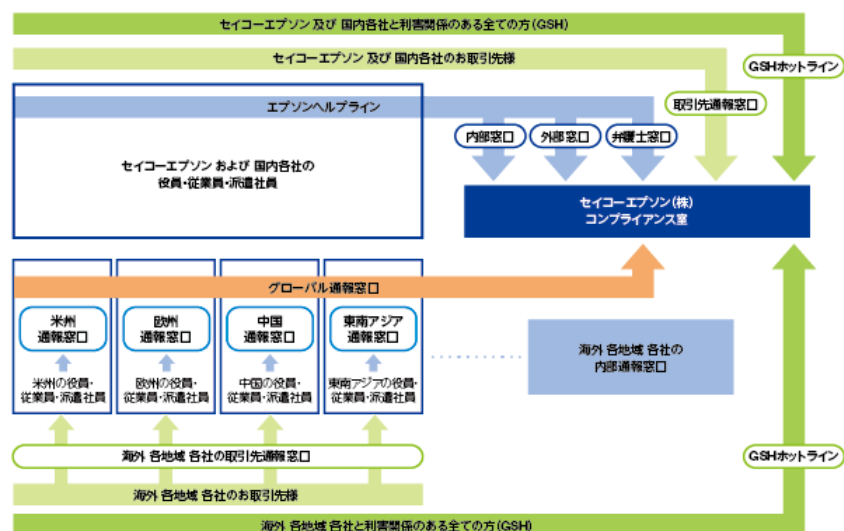 セイコーエプソン 及び 国内各社と利害関係のある全ての方(GSH)
セイコーエプソン 及び 国内各社のお取引先様
GSHホットライン
エプソンヘルプライン
取引先通報窓口
内部窓口
外部窓口
弁護士窓口
セイコーエプソン および 国内各社の
役員・従業員・派遣社員
セイコーエプソン(株)
コンプライアンス室
グローバル通報窓口
米州
通報窓口
欧州
通報窓口
中国
通報窓口
東南アジア
通報窓口
米州の役員・
従業員・派遣社員
欧州の役員・
従業員・派遣社員
中国の役員・
従業員・派遣社員
東南アジアの役員・
従業員・派遣社員
海外 各地域 各社の
内部通報窓口
海外 各地域 各社の取引先通報窓口
GSHホットライン
海外 各地域 各社のお取引先様
海外 各地域 各社と利害関係のある全ての方(GSH)